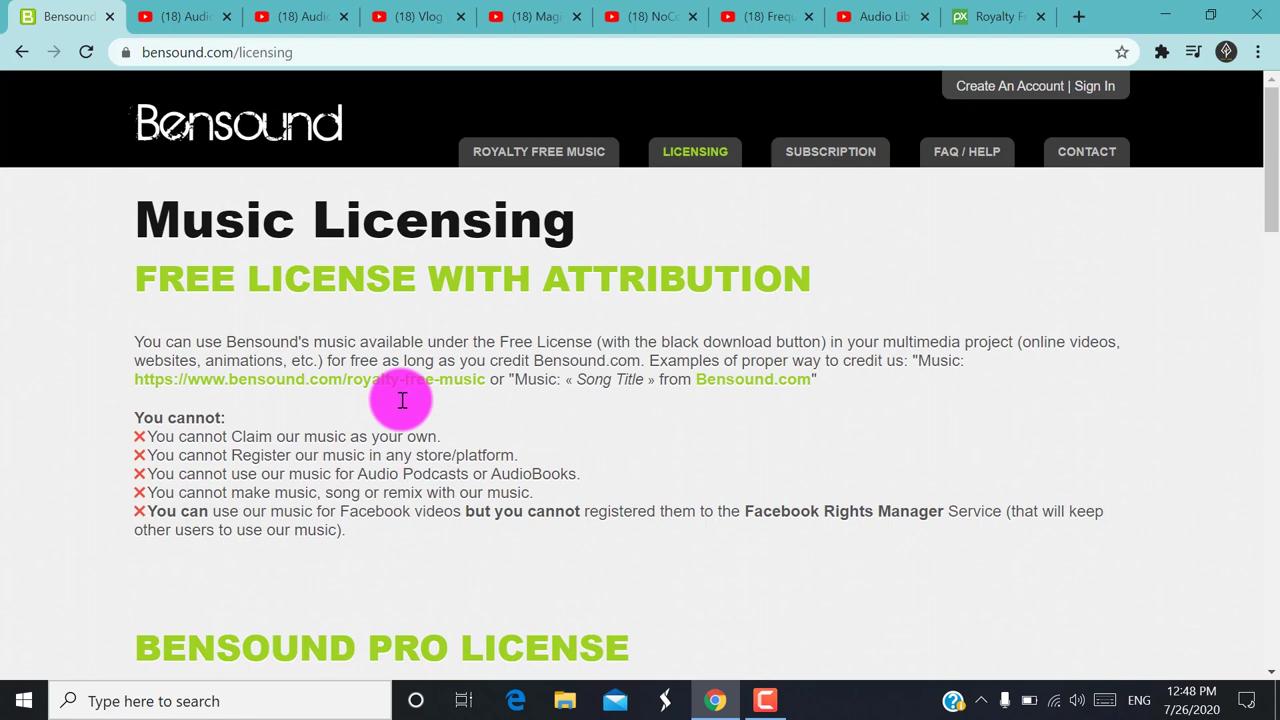 Bensound
(18) Audio
(18) Audio
(18) Vlog
(18) Magi
(18) NoCo
(18) Frequ
Audio Lib
Royalty Fr
bensound.com/licensing
Create An Account | Sign In
Bensound
ROYALTY FREE MUSIC
LICENSING
SUBSCRIPTION
FAQ / HELP
CONTACT
Music Licensing
FREE LICENSE WITH ATTRIBUTION
You can use Bensound's music available under the Free License (with the black download button) in your multimedia project (online videos,
websites, animations, etc.) for free as long as you credit Bensound.com. Examples of proper way to credit us: "Music:
https://www.bensound.com/royalty-free-music or "Music: « Song Title » from Bensound.com"
You cannot:
❌You cannot Claim our music as your own.
❌You cannot Register our music in any store/platform.
❌You cannot use our music for Audio Podcasts or AudioBooks.
❌You cannot make music, song or remix with our music.
❌You can use our music for Facebook videos but you cannot registered them to the Facebook Rights Manager Service (that will keep
other users to use our music).
BENSOUND PRO LICENSE
Type here to search
ENG
12:48 PM
7/26/2020